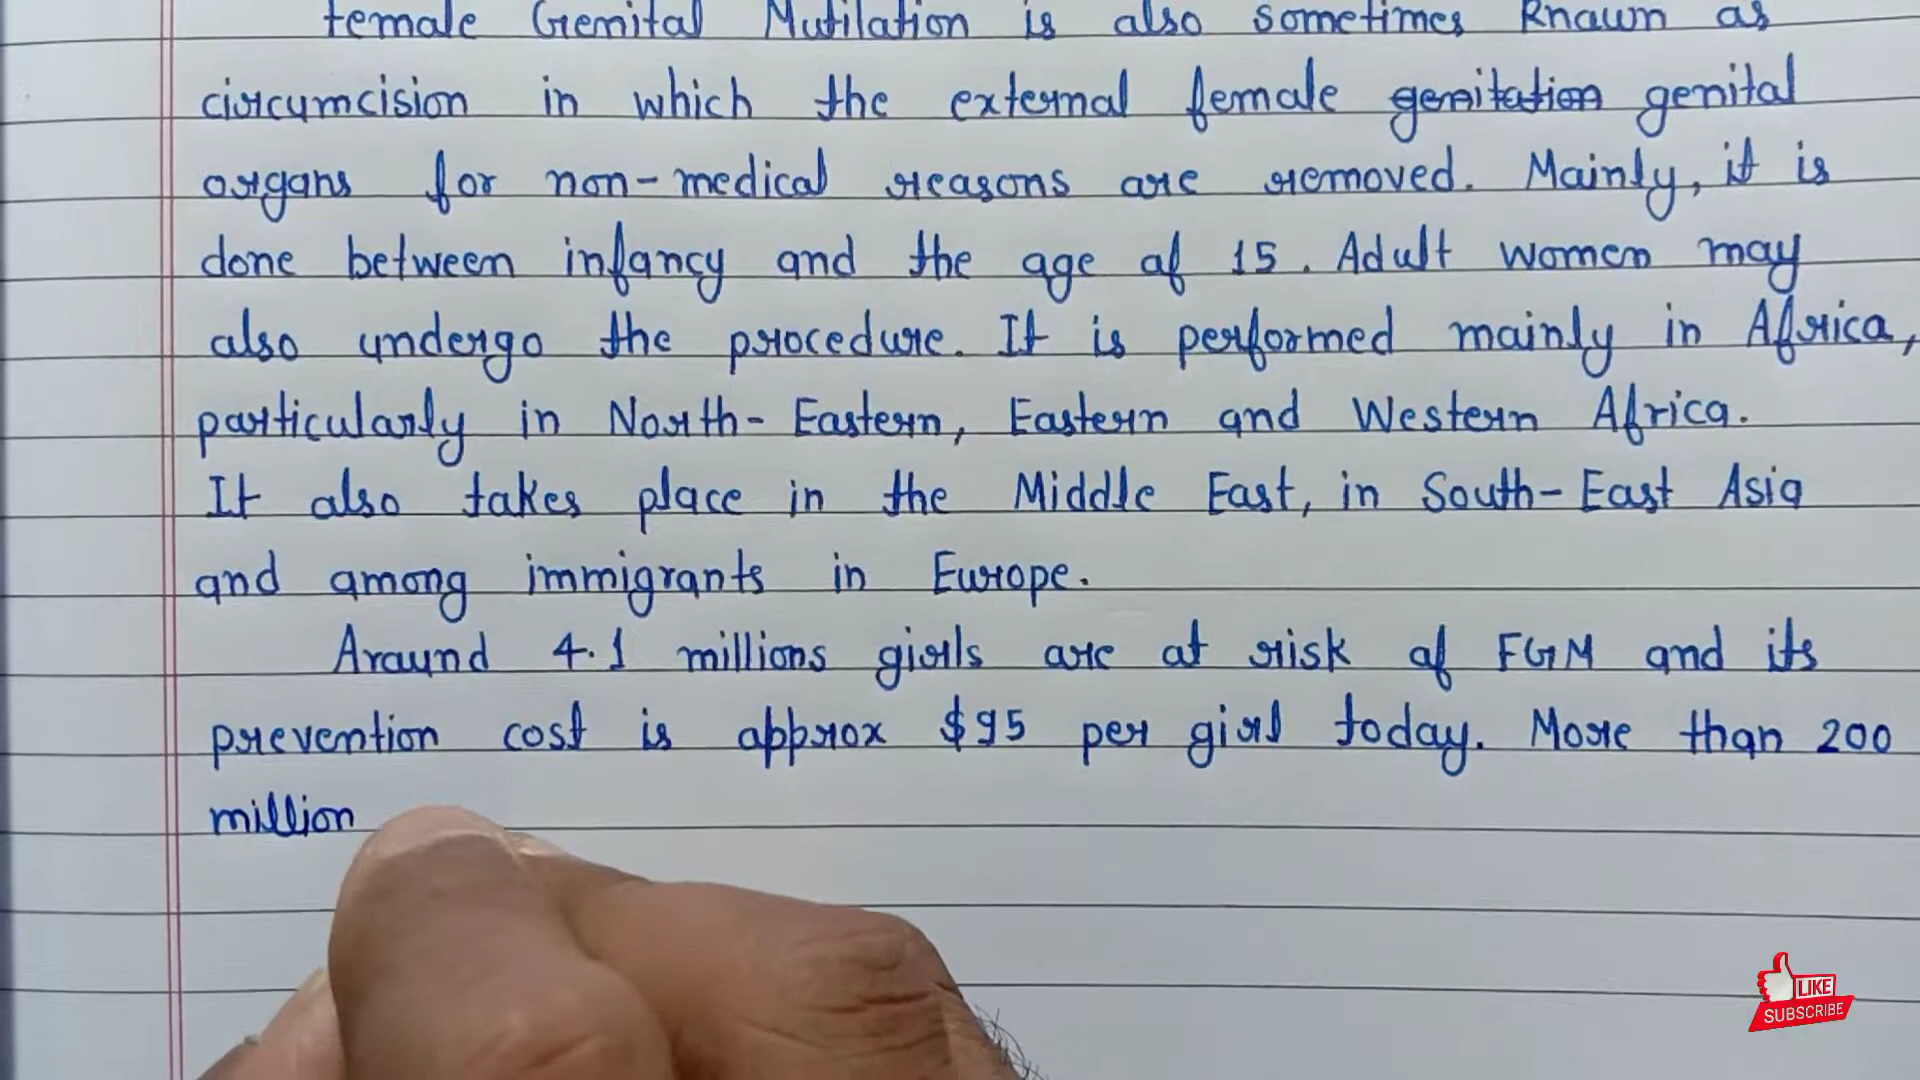 Female Genital Mutilation is also sometimes known as
circumcision in which the external female genitation genital
organs for non-medical reasons are removed. Mainly, it is
done between infancy and the age of 15. Adult women may
also undergo the procedure. It is performed mainly in Africa,
particularly in North-Eastern, Eastern and Western Africa.
It also takes place in the Middle East, in South-East Asia
and among immigrants in Europe.
Around 4.1 millions girls are at risk of FGM and its
prevention cost is approx $95 per girl today. More than 200
million
LIKE
SUBSCRIBE